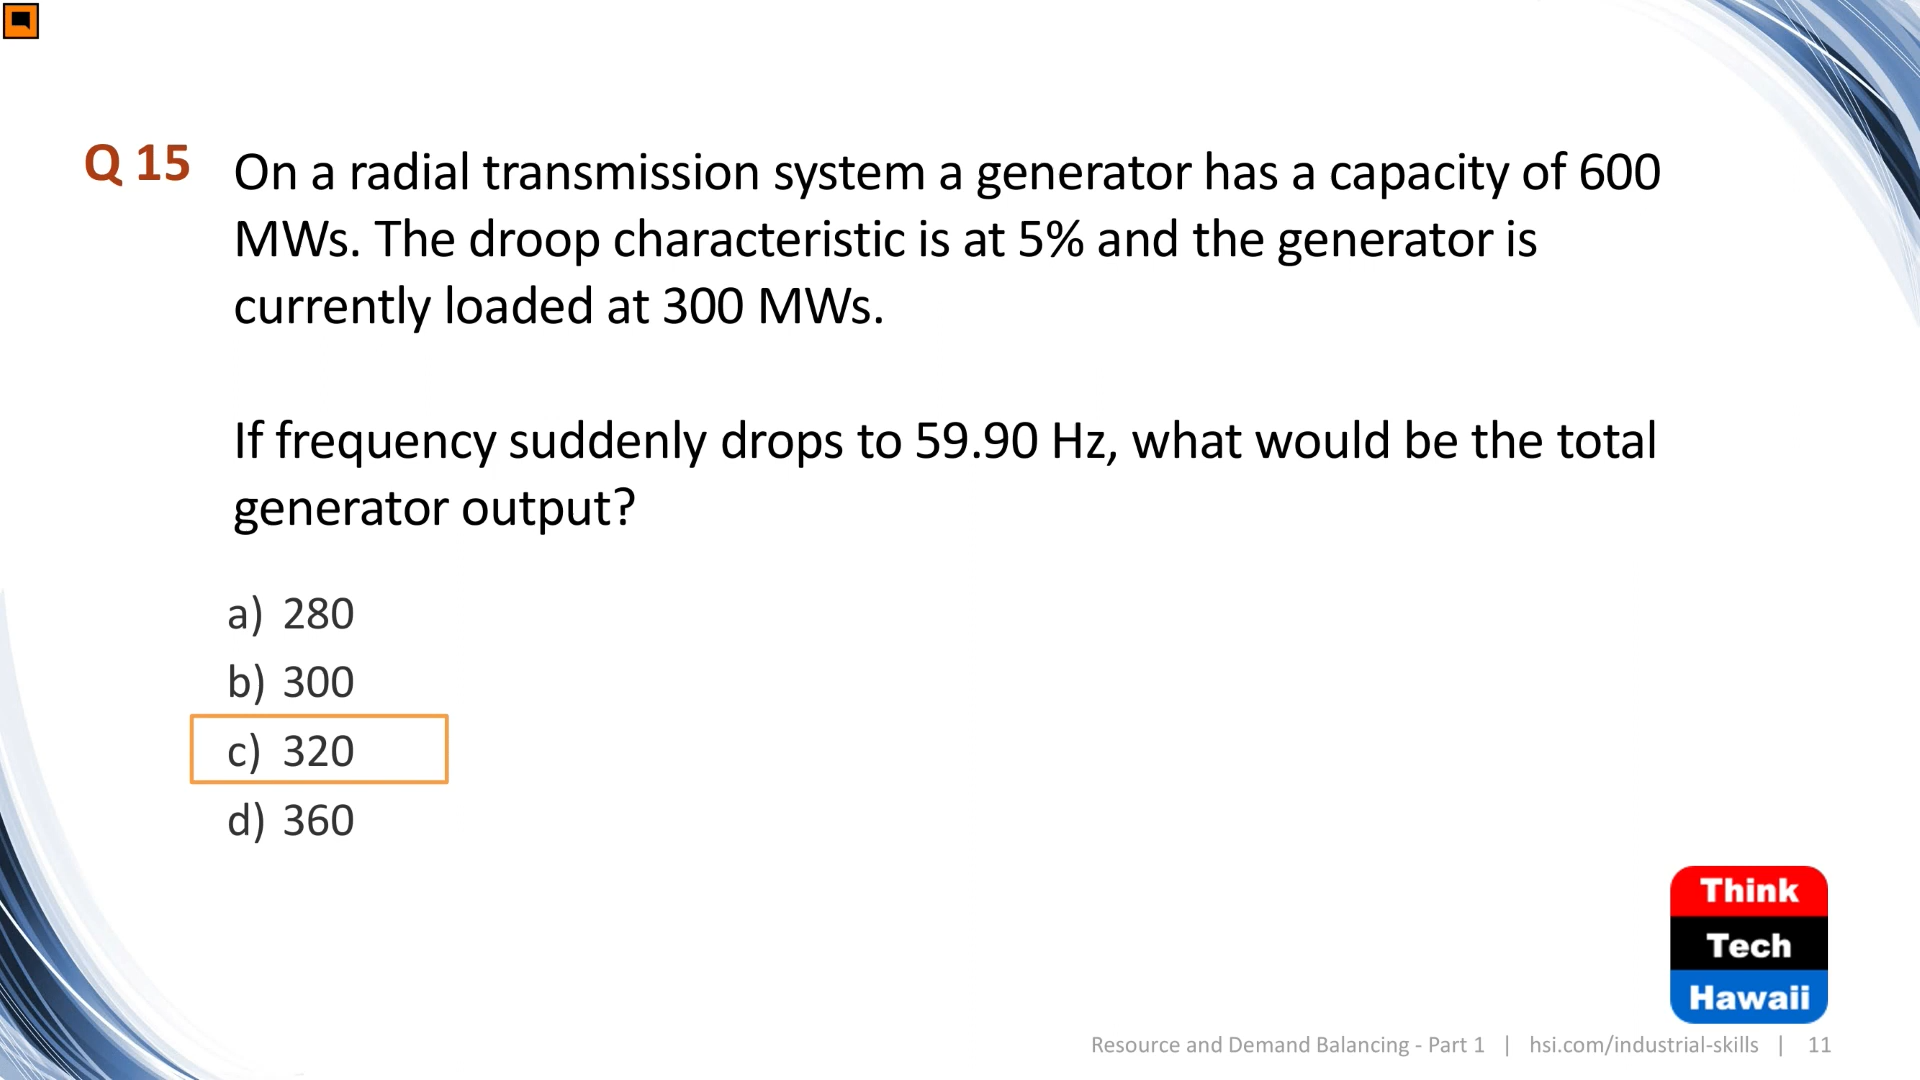 Q 15
On a radial transmission system a generator has a capacity of 600
MWs. The droop characteristic is at 5% and the generator is
currently loaded at 300 MWs.
If frequency suddenly drops to 59.90 Hz, what would be the total
generator output?
a) 280
b) 300
c) 320
d) 360
Think
Tech
Hawaii
Resource and Demand Balancing - Part 1 | hsi.com/industrial-skills | 11